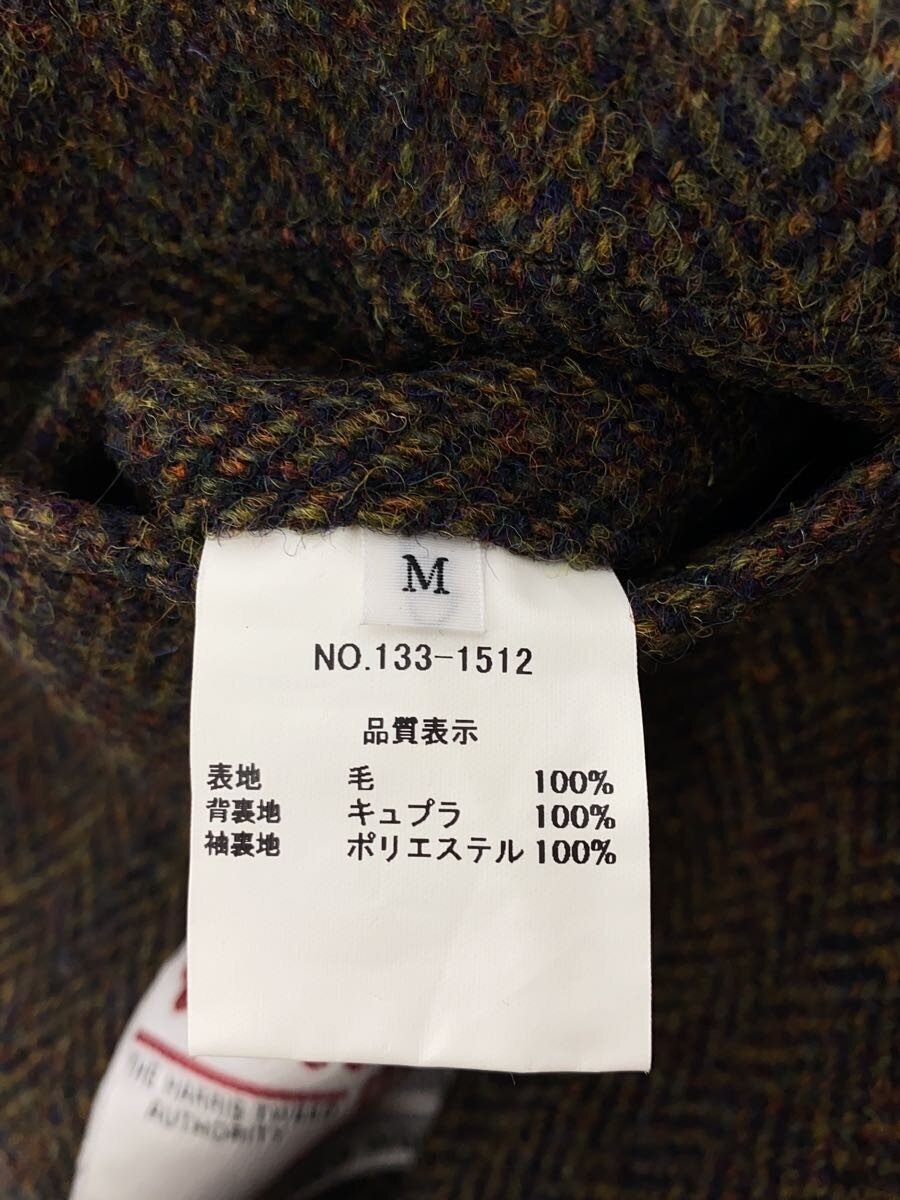 M
NO.133-1512
品質表示
表地 毛 100%
背裏地 キュプラ 100%
袖裏地 ポリエステル 100%
THE HARRIS TWEED
AUTHORITY